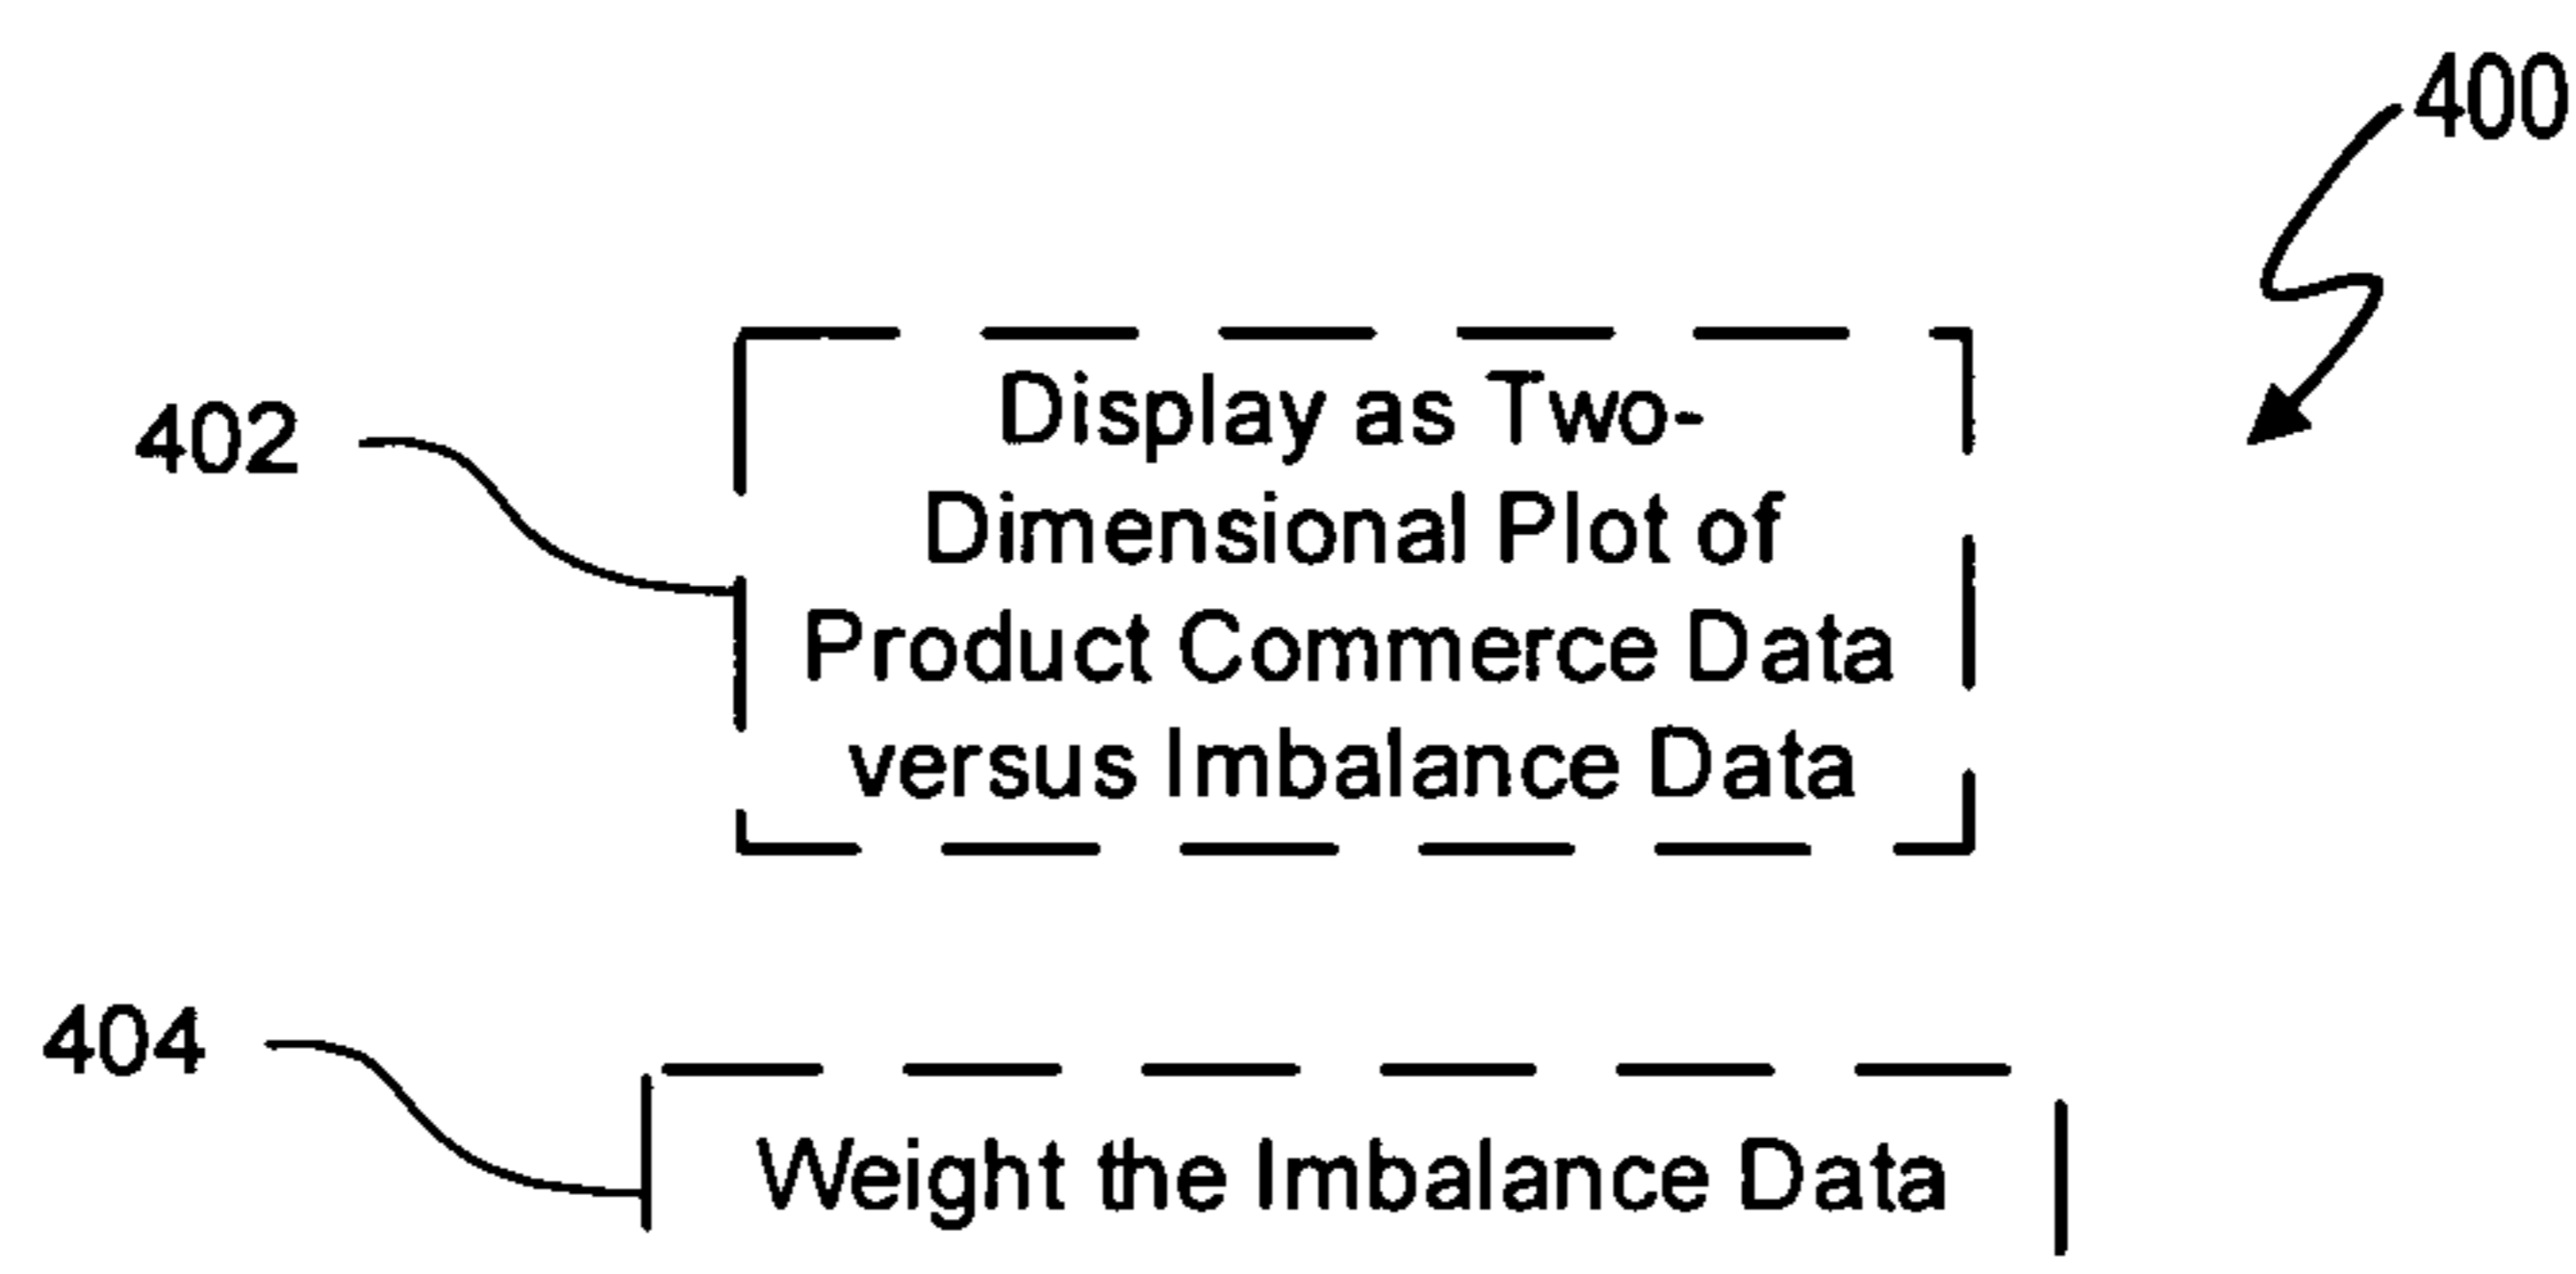 400
402
Display as Two-
Dimensional Plot of
Product Commerce Data
versus Imbalance Data
404
Weight the Imbalance Data